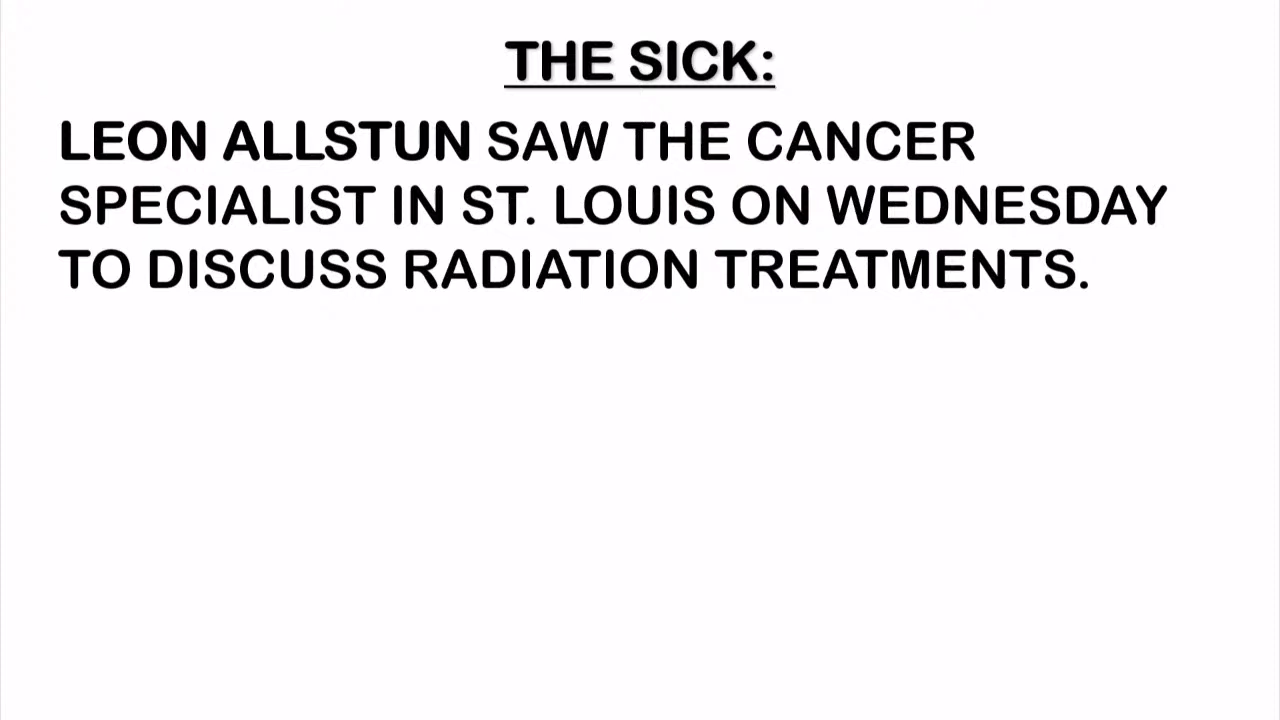 THE SICK:
LEON ALLSTUN SAW THE CANCER
SPECIALIST IN ST. LOUIS ON WEDNESDAY
TO DISCUSS RADIATION TREATMENTS.